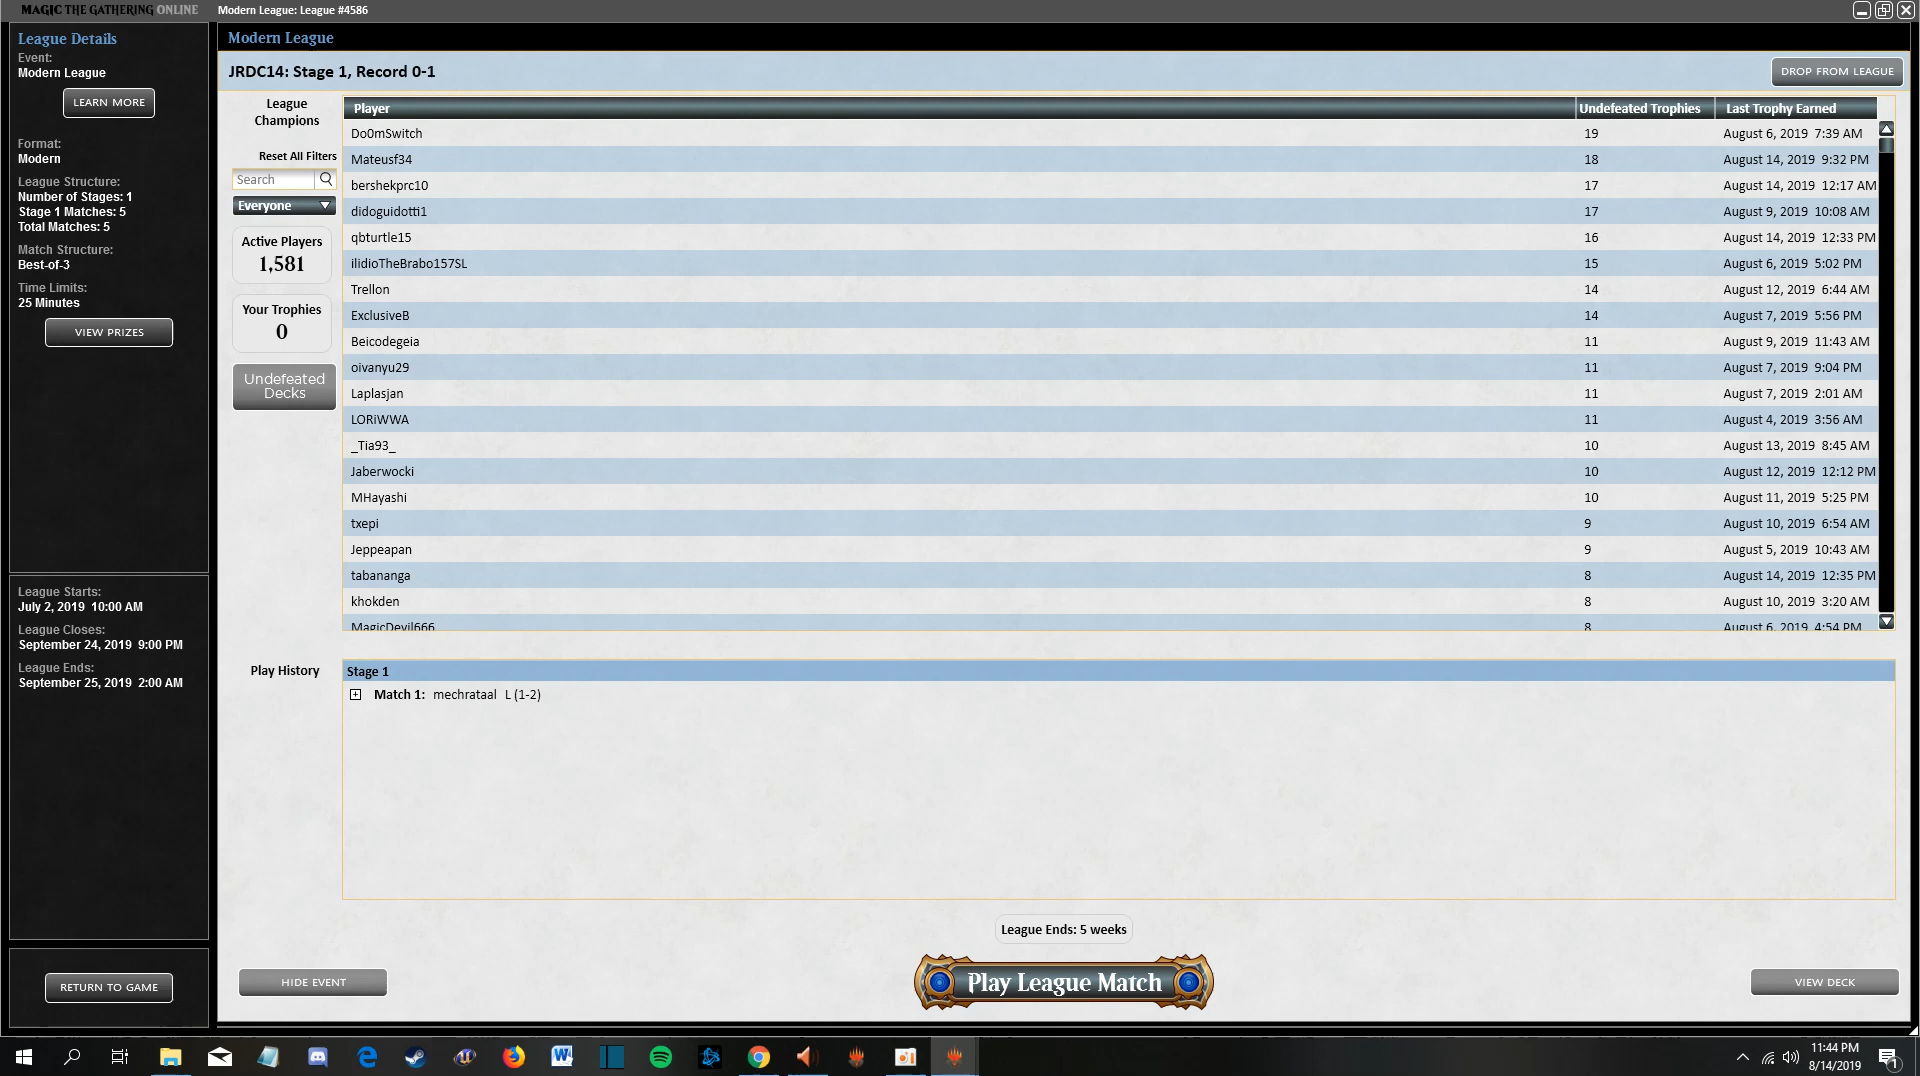 MAGIC THE GATHERING ONLINE
Modern League: League #4586
League Details
Event:
Modern League
LEARN MORE
Format:
Modern
League Structure:
Number of Stages: 1
Stage 1 Matches: 5
Total Matches: 5
Match Structure:
Best-of-3
Time Limits:
25 Minutes
VIEW PRIZES
League Starts:
July 2, 2019 10:00 AM
League Closes:
September 24, 2019 9:00 PM
League Ends:
September 25, 2019 2:00 AM
RETURN TO GAME
Modern League
JRDC14: Stage 1, Record 0-1
DROP FROM LEAGUE
League
Champions
Reset All Filters
Search
Everyone
Active Players
1,581
Your Trophies
0
Undefeated
Decks
Player Undefeated Trophies Last Trophy Earned
Do0mSwitch 19 August 6, 2019 7:39 AM
Mateusf34 18 August 14, 2019 9:32 PM
bershekprc10 17 August 14, 2019 12:17 AM
didoguidotti1 17 August 9, 2019 10:08 AM
qbturtle15 16 August 14, 2019 12:33 PM
ilidioTheBrabo157SL 15 August 6, 2019 5:02 PM
Trellon 14 August 12, 2019 6:44 AM
ExclusiveB 14 August 7, 2019 5:56 PM
Beicodegeia 11 August 9, 2019 11:43 AM
oivanyu29 11 August 7, 2019 9:04 PM
Laplasjan 11 August 7, 2019 2:01 AM
LORiWWA 11 August 4, 2019 3:56 AM
_Tia93_ 10 August 13, 2019 8:45 AM
Jaberwocki 10 August 12, 2019 12:12 PM
MHayashi 10 August 11, 2019 5:25 PM
txepi 9 August 10, 2019 6:54 AM
Jeppeapan 9 August 5, 2019 10:43 AM
tabananga 8 August 14, 2019 12:35 PM
khokden 8 August 10, 2019 3:20 AM
MagicDevil666 8 August 6, 2019 4:54 PM
Play History
Stage 1
Match 1: mechrataal L (1-2)
League Ends: 5 weeks
HIDE EVENT
Play League Match
VIEW DECK
11:44 PM
8/14/2019
1